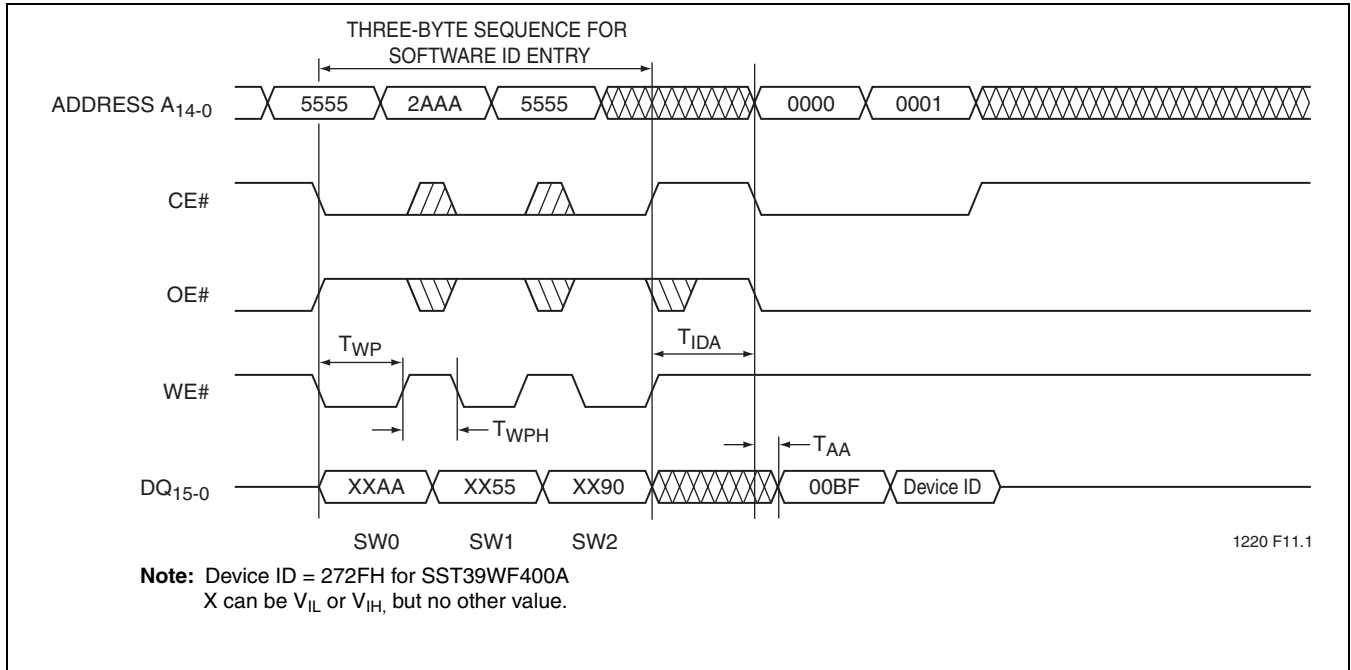 THREE-BYTE SEQUENCE FOR
SOFTWARE ID ENTRY
ADDRESS A14-0 5555 2AAA 5555 0000 0001
CE#
OE#
TWP TIDA
WE#
TWPH TAA
DQ15-0 XXAA XX55 XX90 00BF Device ID
SW0 SW1 SW2 1220 F11.1
Note: Device ID = 272FH for SST39WF400A
X can be VIL or VIH, but no other value.